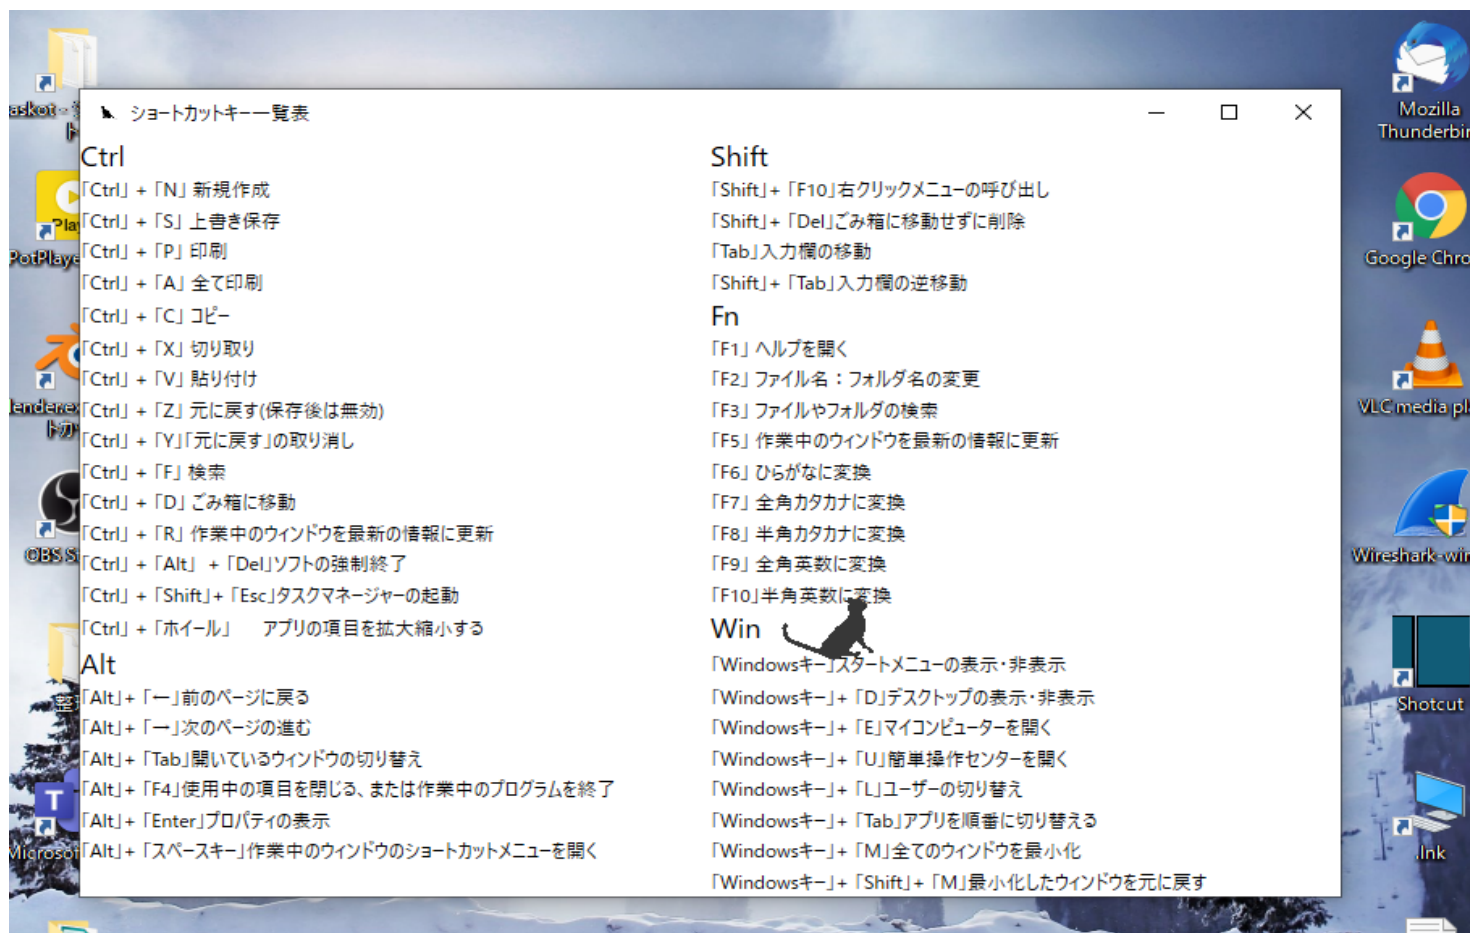 ショートカットキー一覧表
Ctrl
「Ctrl」+「N」新規作成
「Ctrl」+「S」上書き保存
「Ctrl」+「P」印刷
「Ctrl」+「A」全て印刷
「Ctrl」+「C」コピー
「Ctrl」+「X」切り取り
「Ctrl」+「V」貼り付け
「Ctrl」+「Z」元に戻す(保存後は無効)
「Ctrl」+「Y」「元に戻す」の取り消し
「Ctrl」+「F」検索
「Ctrl」+「D」ごみ箱に移動
「Ctrl」+「R」作業中のウィンドウを最新の情報に更新
「Ctrl」+「Alt」+「Del」ソフトの強制終了
「Ctrl」+「Shift」+「Esc」タスクマネージャーの起動
「Ctrl」+「ホイール」 アプリの項目を拡大縮小する
Alt
「Alt」+「←」前のページに戻る
「Alt」+「→」次のページの進む
「Alt」+「Tab」開いているウィンドウの切り替え
「Alt」+「F4」使用中の項目を閉じる、または作業中のプログラムを終了
「Alt」+「Enter」プロパティの表示
「Alt」+「スペースキー」作業中のウィンドウのショートカットメニューを開く
Shift
「Shift」+「F10」右クリックメニューの呼び出し
「Shift」+「Del」ごみ箱に移動せずに削除
「Tab」入力欄の移動
「Shift」+「Tab」入力欄の逆移動
Fn
「F1」ヘルプを開く
「F2」ファイル名：フォルダ名の変更
「F3」ファイルやフォルダの検索
「F5」作業中のウィンドウを最新の情報に更新
「F6」ひらがなに変換
「F7」全角カタカナに変換
「F8」半角カタカナに変換
「F9」全角英数に変換
「F10」半角英数に変換
Win
「Windowsキー」スタートメニューの表示・非表示
「Windowsキー」+「D」デスクトップの表示・非表示
「Windowsキー」+「E」マイコンピューターを開く
「Windowsキー」+「U」簡単操作センターを開く
「Windowsキー」+「L」ユーザーの切り替え
「Windowsキー」+「Tab」アプリを順番に切り替える
「Windowsキー」+「M」全てのウィンドウを最小化
「Windowsキー」+「Shift」+「M」最小化したウィンドウを元に戻す
askot -
Play
PotPlaye
lender.ex
OBS S
整理
T
Microsof
Mozilla
Thunderbir
Google Chro
VLC media pl
Wireshark-wir
Shotcut
.lnk